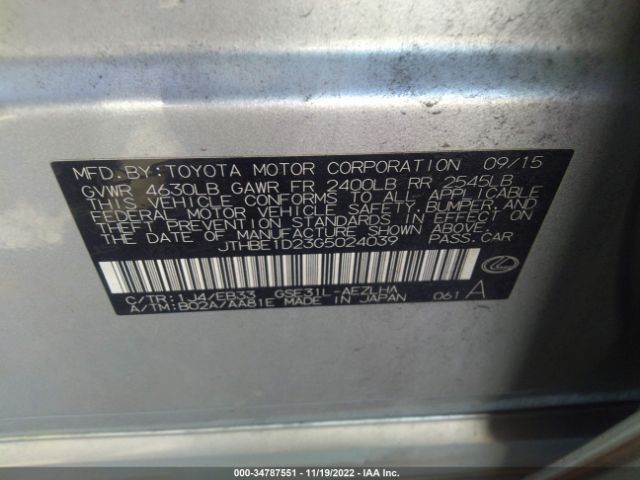 MFD.BY:TOYOTA MOTOR CORPORATION 09/15
GVWR 4630LB GAWR FR 2400LB RR 2545LB
THIS VEHICLE CONFORMS TO ALL APPLICABLE
FEDERAL MOTOR VEHICLE SAFETY, BUMPER, AND
THEFT PREVENTION STANDARDS IN EFFECT ON
THE DATE OF MANUFACTURE SHOWN ABOVE.
JTHBE1D23G5024039 PASS.CAR
C/TR:1J4/EB33 GSE31L-AEZLHA
A/TM:B02A/AA81E MADE IN JAPAN 061 A
000-34787551 - 11/19/2022 - IAA Corp.